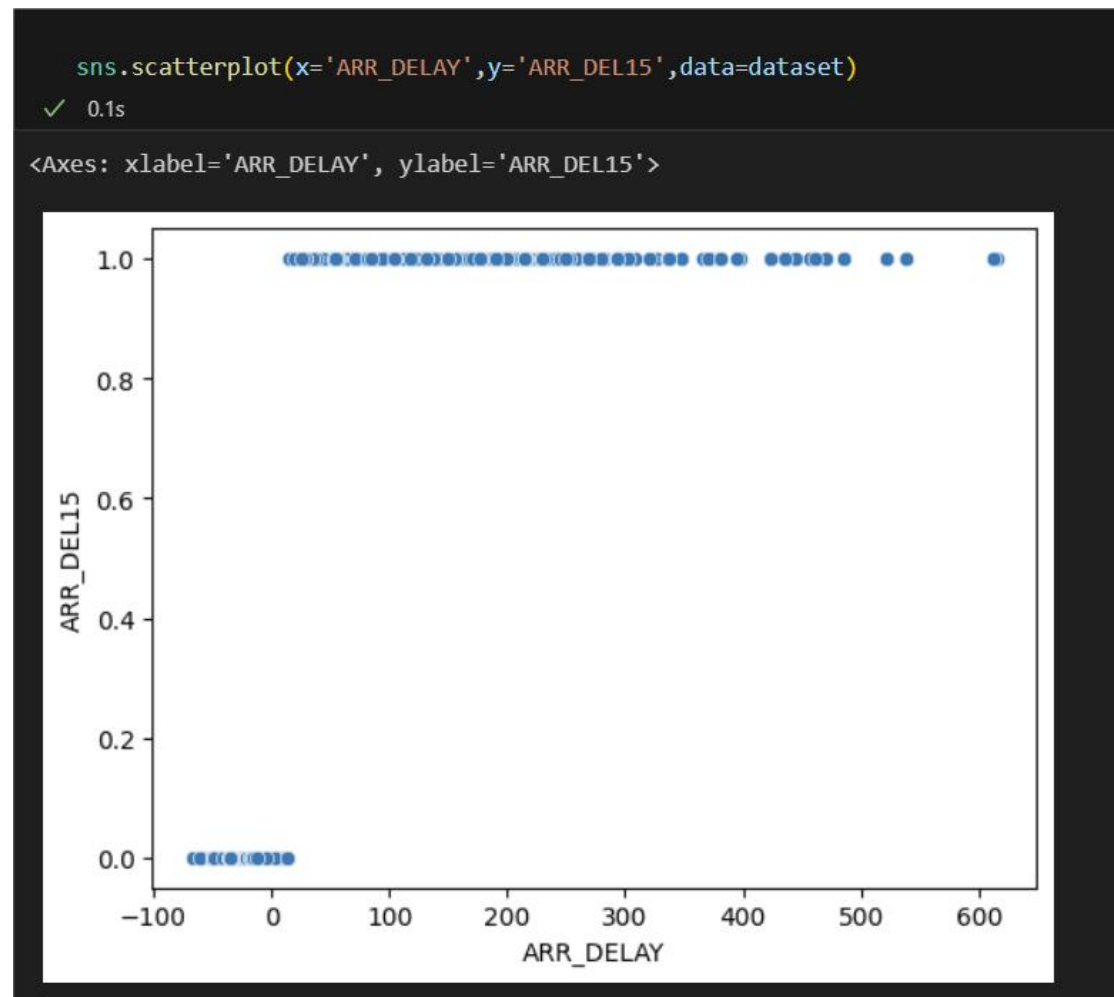 sns.scatterplot(x='ARR_DELAY',y='ARR_DEL15',data=dataset)
✓ 0.1s
<Axes: xlabel='ARR_DELAY', ylabel='ARR_DEL15'>
1.0
0.8
0.6
0.4
0.2
0.0
ARR_DEL15
−100 0 100 200 300 400 500 600
ARR_DELAY